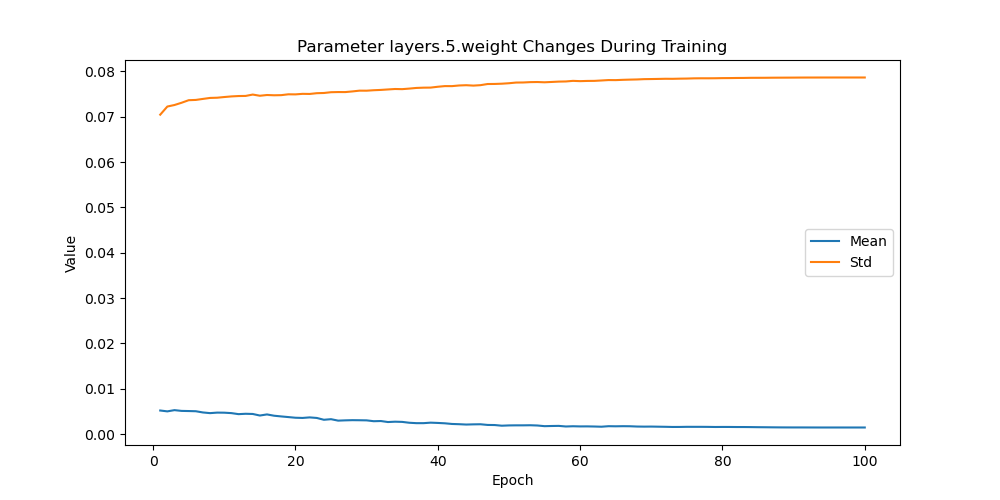 Parameter layers.5.weight Changes During Training
0.08
0.07
0.06
0.05
0.04
0.03
0.02
0.01
0.00
Value
Mean
Std
0 20 40 60 80 100
Epoch